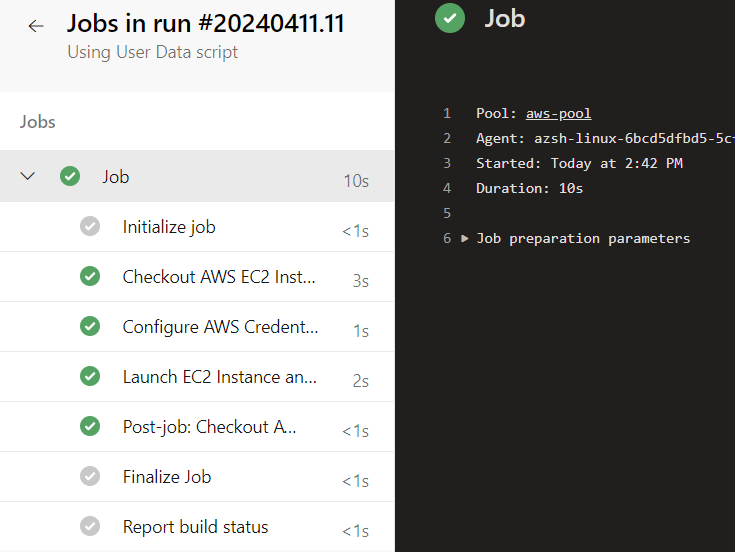 Jobs in run #20240411.11
Using User Data script
Jobs
Job 10s
Initialize job <1s
Checkout AWS EC2 Inst... 3s
Configure AWS Credent... 1s
Launch EC2 Instance an... 2s
Post-job: Checkout A... <1s
Finalize Job <1s
Report build status <1s
Job
1 Pool: aws-pool
2 Agent: azsh-linux-6bcd5dfbd5-5c
3 Started: Today at 2:42 PM
4 Duration: 10s
5
6 Job preparation parameters